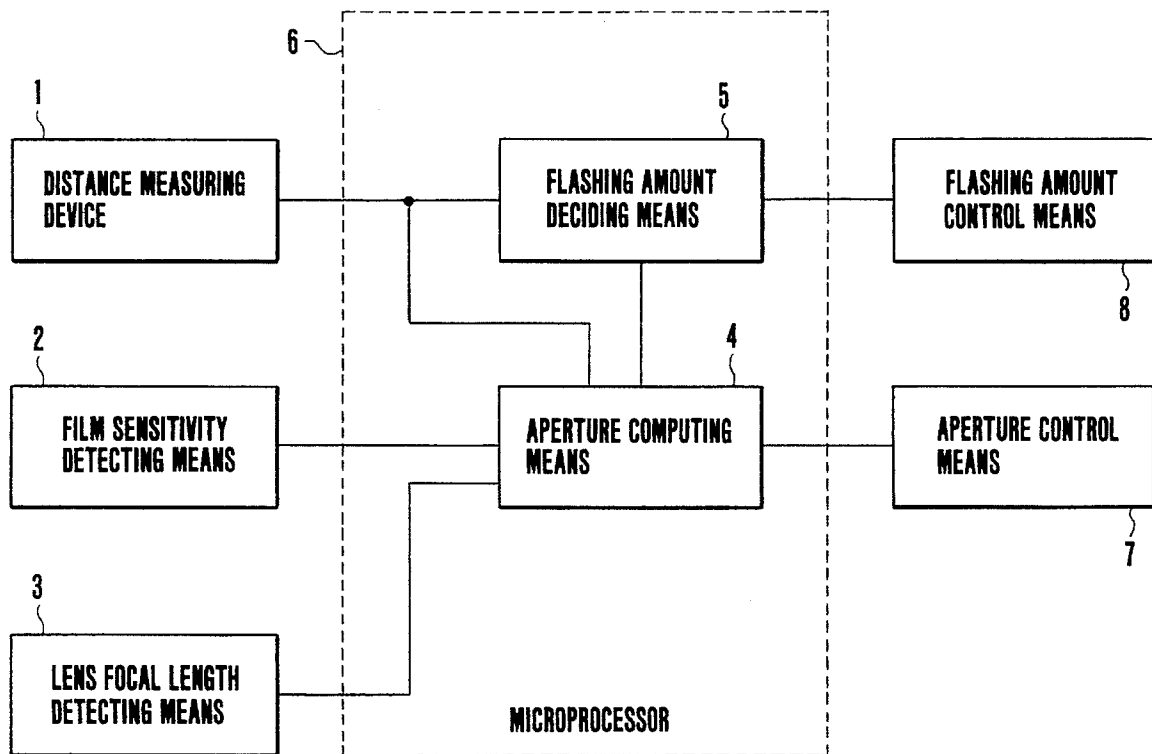 6
1
DISTANCE MEASURING
DEVICE
5
FLASHING AMOUNT
DECIDING MEANS
FLASHING AMOUNT
CONTROL MEANS
8
2
FILM SENSITIVITY
DETECTING MEANS
4
APERTURE COMPUTING
MEANS
APERTURE CONTROL
MEANS
7
3
LENS FOCAL LENGTH
DETECTING MEANS
MICROPROCESSOR